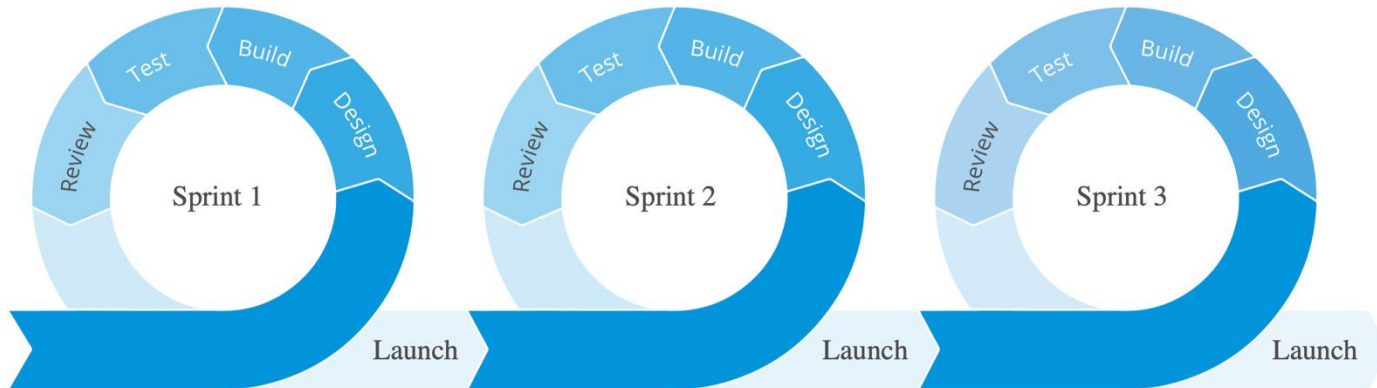 Test
Build
Design
Review
Sprint 1
Launch
Test
Build
Design
Review
Sprint 2
Launch
Test
Build
Design
Review
Sprint 3
Launch